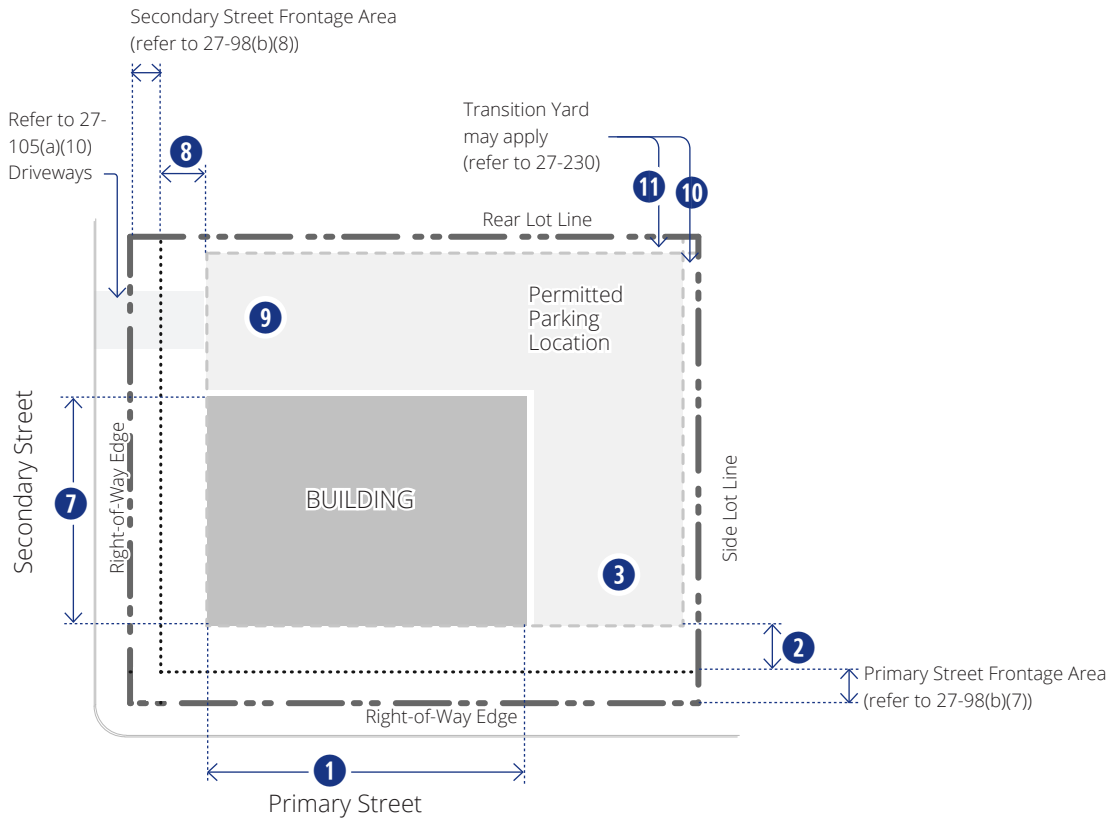 Secondary Street Frontage Area
(refer to 27-98(b)(8))
Refer to 27-
105(a)(10)
Driveways
8
Transition Yard
may apply
(refer to 27-230)
11
10
Rear Lot Line
9
Permitted
Parking
Location
Secondary Street
7
Right-of-Way Edge
BUILDING
Side Lot Line
3
2
Primary Street Frontage Area
(refer to 27-98(b)(7))
Right-of-Way Edge
1
Primary Street